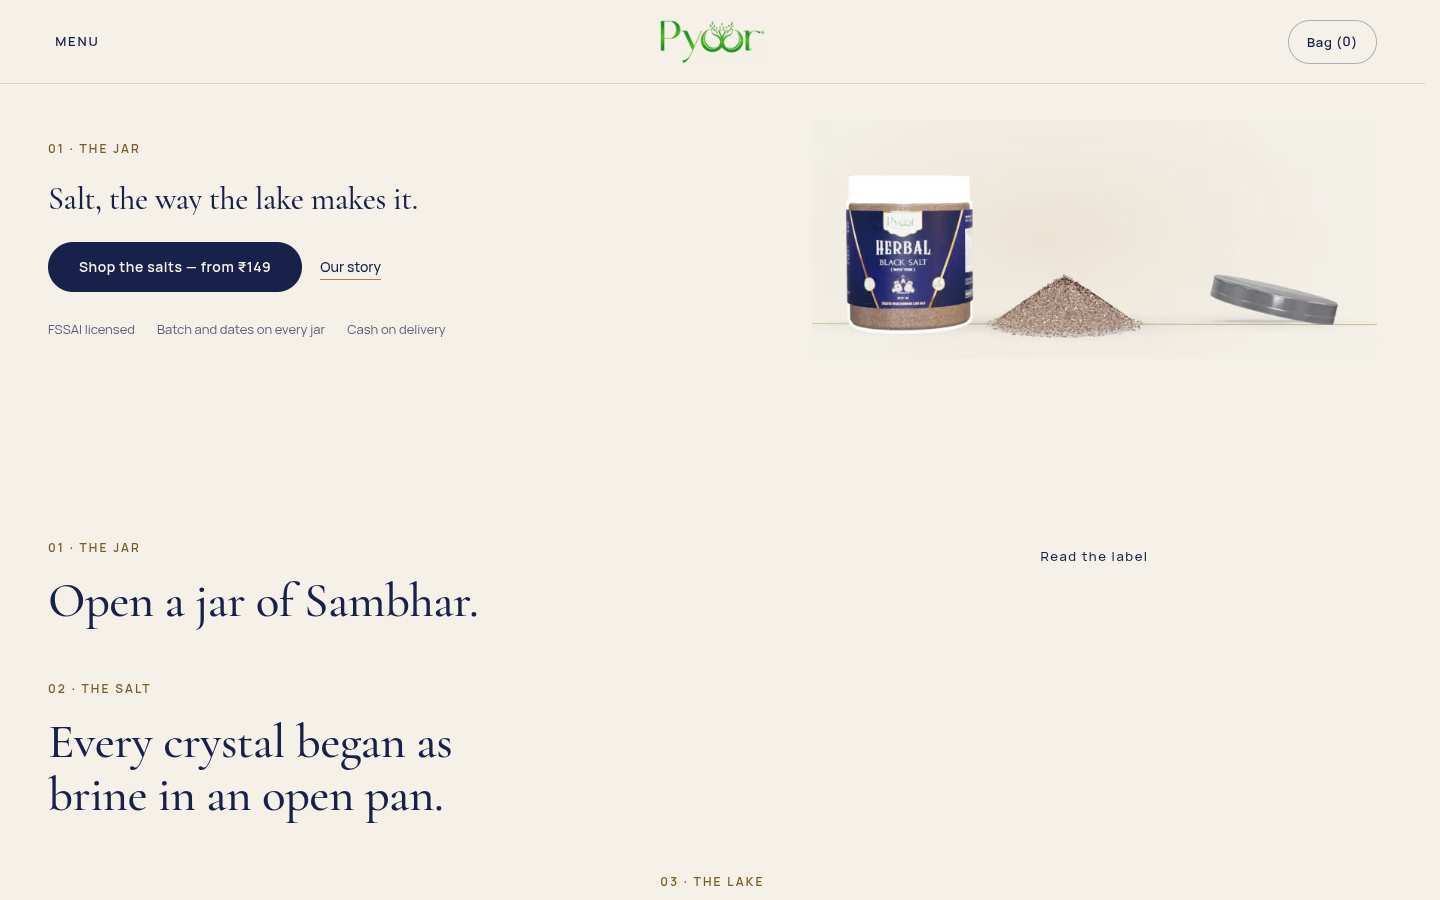 MENU
Pyoor
Bag (0)
01 · THE JAR
Salt, the way the lake makes it.
Shop the salts — from ₹149
Our story
FSSAI licensed
Batch and dates on every jar
Cash on delivery
Pyoor
HERBAL
BLACK SALT
01 · THE JAR
Open a jar of Sambhar.
Read the label
02 · THE SALT
Every crystal began as
brine in an open pan.
03 · THE LAKE